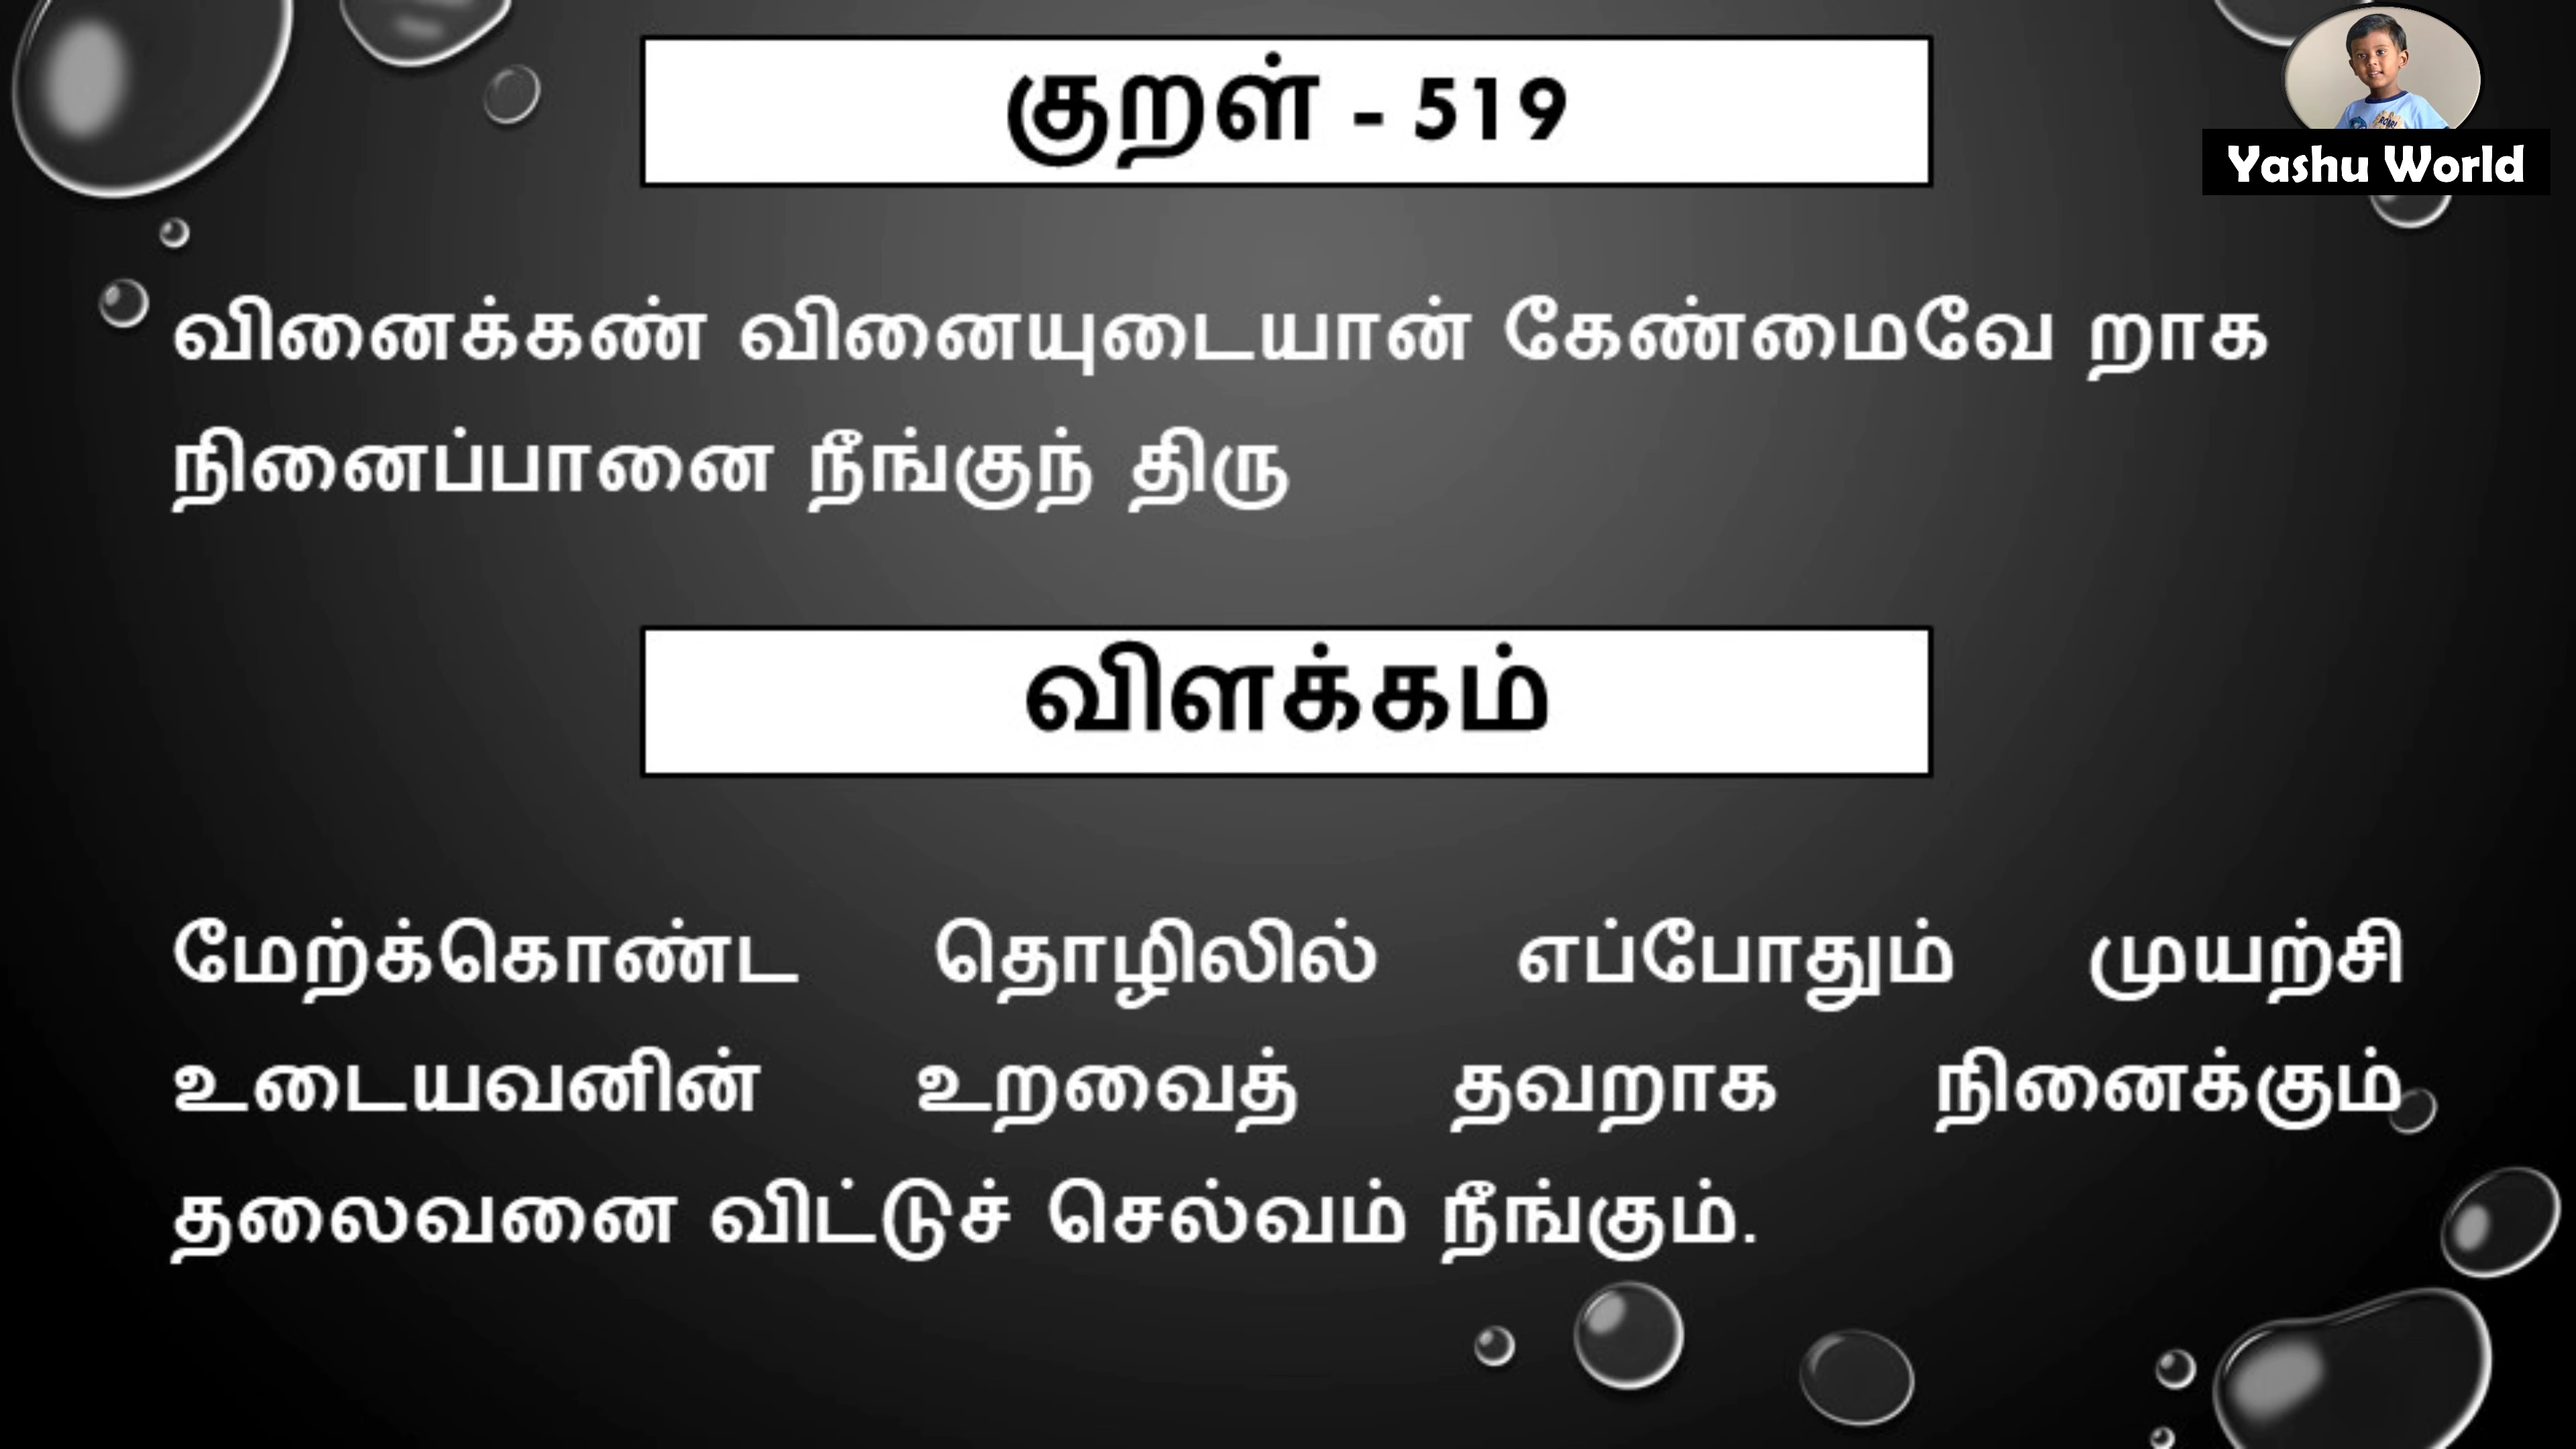 குறள் - 519
Yashu World
வினைக்கண் வினையுடையான் கேண்மைவே றாக
நினைப்பானை நீங்குந் திரு
விளக்கம்
மேற்க்கொண்ட தொழிலில் எப்போதும் முயற்சி
உடையவனின் உறவைத் தவறாக நினைக்கும்
தலைவனை விட்டுச் செல்வம் நீங்கும்.